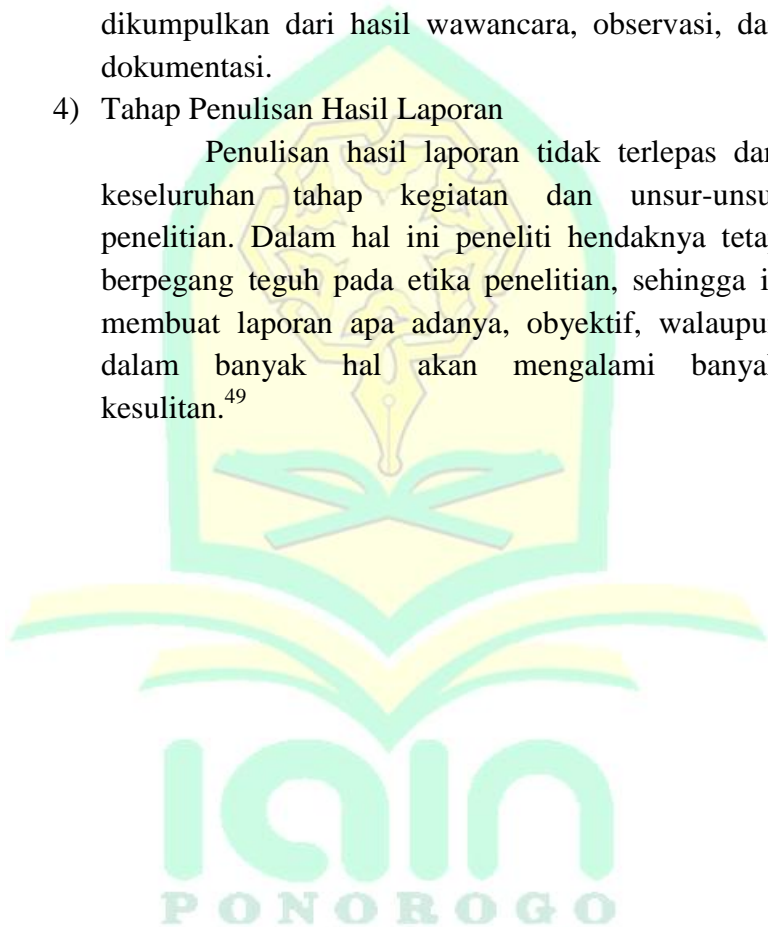 dikumpulkan dari hasil wawancara, observasi, da
dokumentasi.
4) Tahap Penulisan Hasil Laporan
Penulisan hasil laporan tidak terlepas dar
keseluruhan tahap kegiatan dan unsur-unsu
penelitian. Dalam hal ini peneliti hendaknya teta
berpegang teguh pada etika penelitian, sehingga i
membuat laporan apa adanya, obyektif, walaupu
dalam banyak hal akan mengalami banya
kesulitan.49
iain
PONOROGO